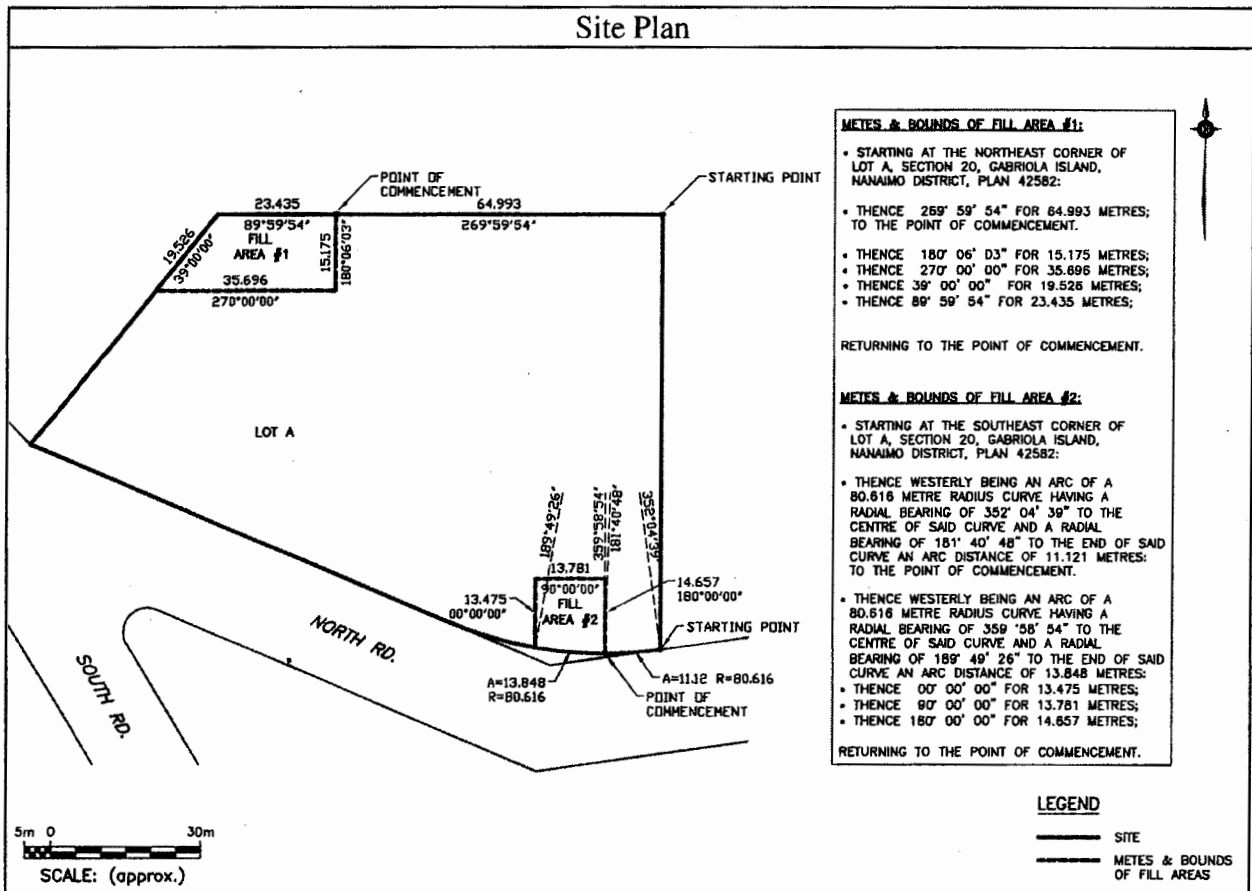 Site Plan
POINT OF
COMMENCEMENT
STARTING POINT
23.435
64.993
89°59'54"
269°59'54"
FILL
AREA #1
19.526
39°00'00"
15.175
180°06'03"
35.696
270°00'00"
LOT A
189°49'26"
359°58'54"
181°40'48"
352°04'39"
13.781
90°00'00"
FILL
AREA #2
13.475
00°00'00"
14.657
180°00'00"
STARTING POINT
A=13.848
R=80.616
A=11.12 R=80.616
POINT OF
COMMENCEMENT
NORTH RD.
SOUTH RD.
METES & BOUNDS OF FILL AREA #1:
• STARTING AT THE NORTHEAST CORNER OF
LOT A, SECTION 20, GABRIOLA ISLAND,
NANAIMO DISTRICT, PLAN 42582:
• THENCE 269' 59' 54" FOR 64.993 METRES;
TO THE POINT OF COMMENCEMENT.
• THENCE 180' 06' D3" FOR 15.175 METRES;
• THENCE 270' 00' 00" FOR 35.696 METRES;
• THENCE 39' 00' 00" FOR 19.526 METRES;
• THENCE 89' 59' 54" FOR 23.435 METRES;
RETURNING TO THE POINT OF COMMENCEMENT.
METES & BOUNDS OF FILL AREA #2:
• STARTING AT THE SOUTHEAST CORNER OF
LOT A, SECTION 20, GABRIOLA ISLAND,
NANAIMO DISTRICT, PLAN 42582:
• THENCE WESTERLY BEING AN ARC OF A
80.616 METRE RADIUS CURVE HAVING A
RADIAL BEARING OF 352' 04' 39" TO THE
CENTRE OF SAID CURVE AND A RADIAL
BEARING OF 181' 40' 48" TO THE END OF SAID
CURVE AN ARC DISTANCE OF 11.121 METRES:
TO THE POINT OF COMMENCEMENT.
• THENCE WESTERLY BEING AN ARC OF A
80.616 METRE RADIUS CURVE HAVING A
RADIAL BEARING OF 359 '58' 54" TO THE
CENTRE OF SAID CURVE AND A RADIAL
BEARING OF 189' 49' 26" TO THE END OF SAID
CURVE AN ARC DISTANCE OF 13.848 METRES:
• THENCE 00' 00' 00" FOR 13.475 METRES;
• THENCE 90' 00' 00" FOR 13.781 METRES;
• THENCE 180' 00' 00" FOR 14.657 METRES;
RETURNING TO THE POINT OF COMMENCEMENT.
LEGEND
SITE
METES & BOUNDS
OF FILL AREAS
5m 0 30m
SCALE: (approx.)